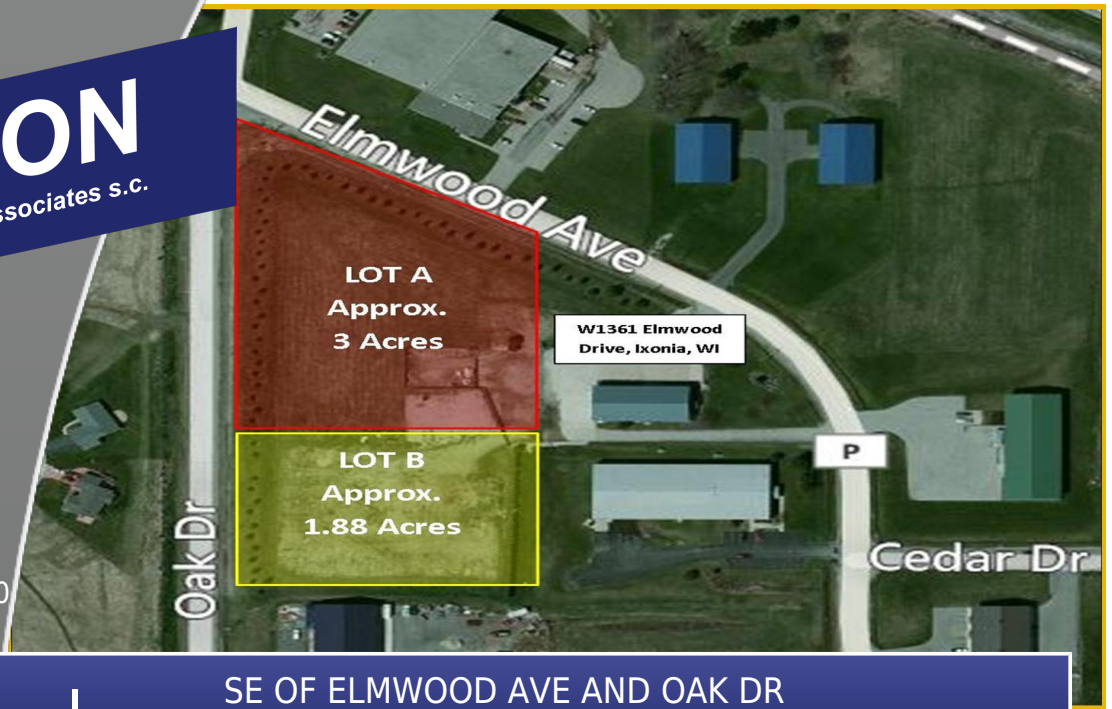 ON
ssociates s.c.
Elmwood Ave
LOT A
Approx.
3 Acres
W1361 Elmwood
Drive, Ixonia, WI
LOT B
Approx.
1.88 Acres
P
Oak Dr
Cedar Dr
0
SE OF ELMWOOD AVE AND OAK DR